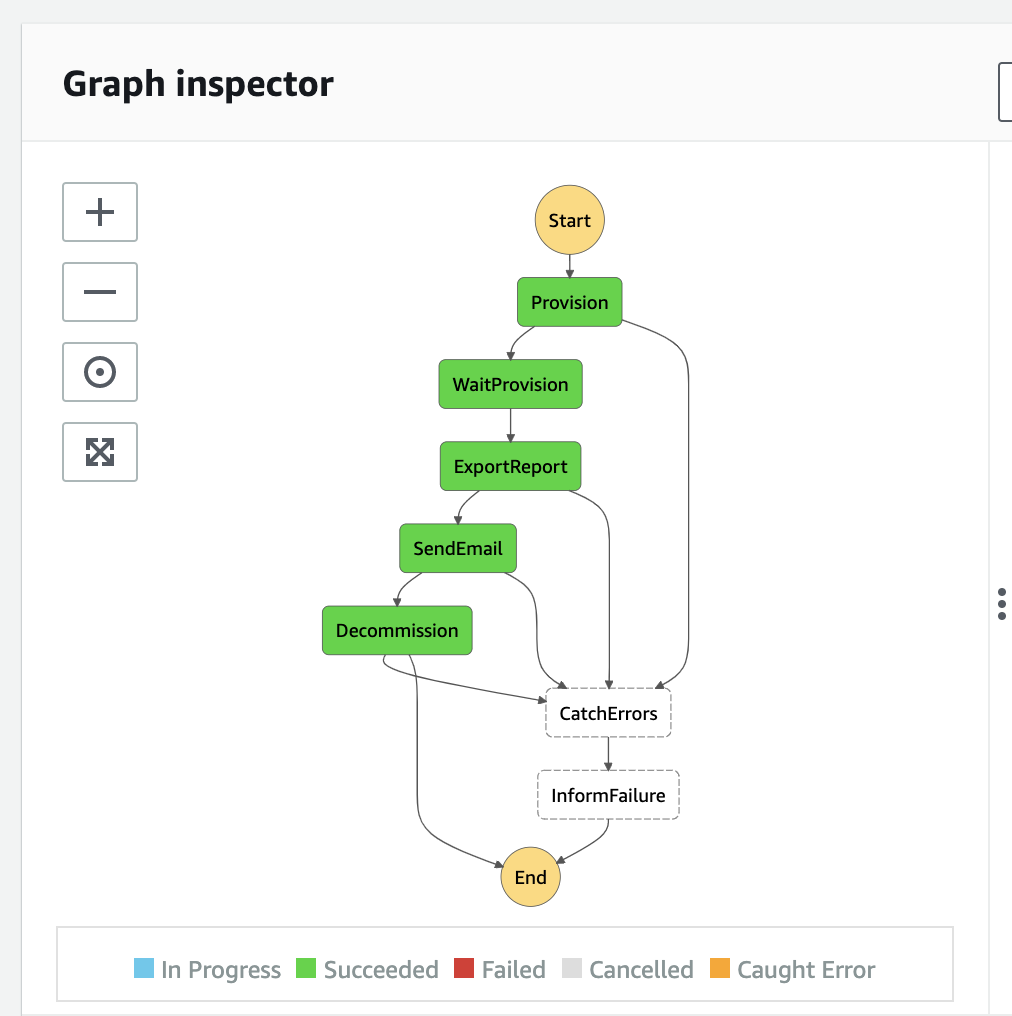 Graph inspector
Start
Provision
WaitProvision
ExportReport
SendEmail
Decommission
CatchErrors
InformFailure
End
In Progress Succeeded Failed Cancelled Caught Error